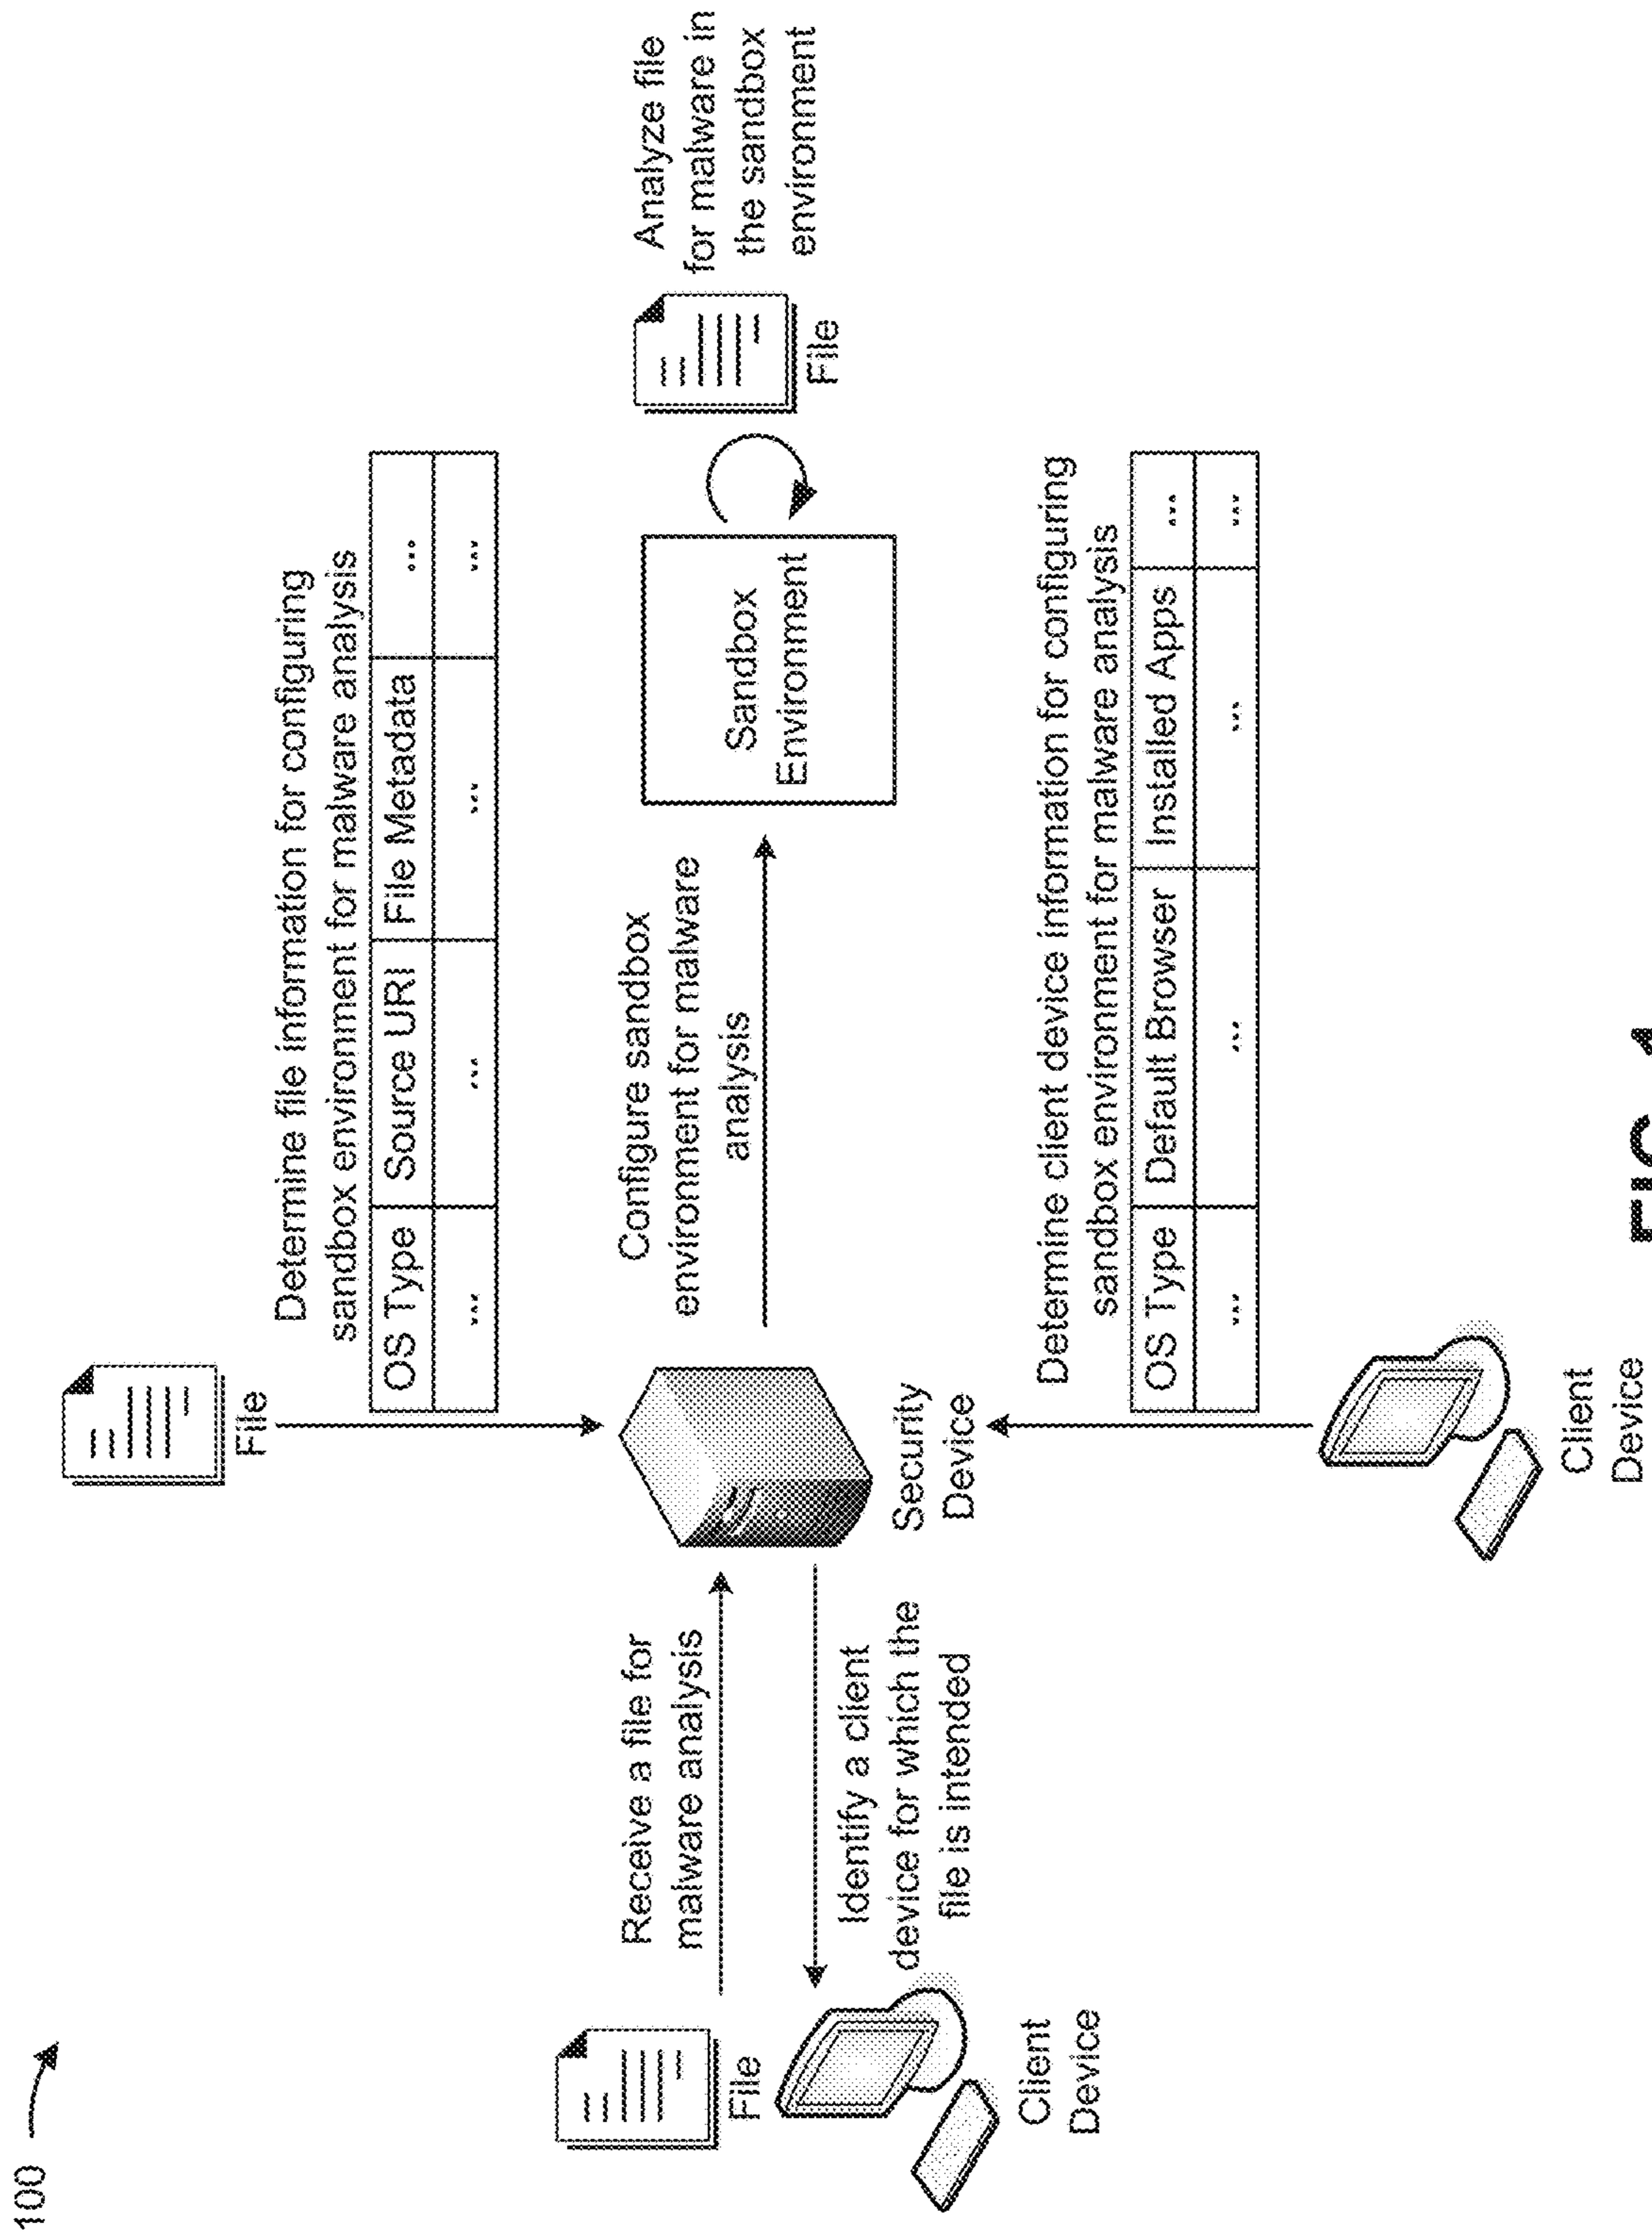 100
File
Determine file information for configuring
sandbox environment for malware analysis
OS Type Source URI File Metadata ...
... ... ... ...
File
Receive a file for
malware analysis
Identify a client
device for which the
file is intended
Client
Device
Security
Device
Configure sandbox
environment for malware
analysis
Sandbox
Environment
File
Analyze file
for malware in
the sandbox
environment
Determine client device information for configuring
sandbox environment for malware analysis
OS Type Default Browser Installed Apps ...
... ... ... ...
Client
Device
FIG. 1